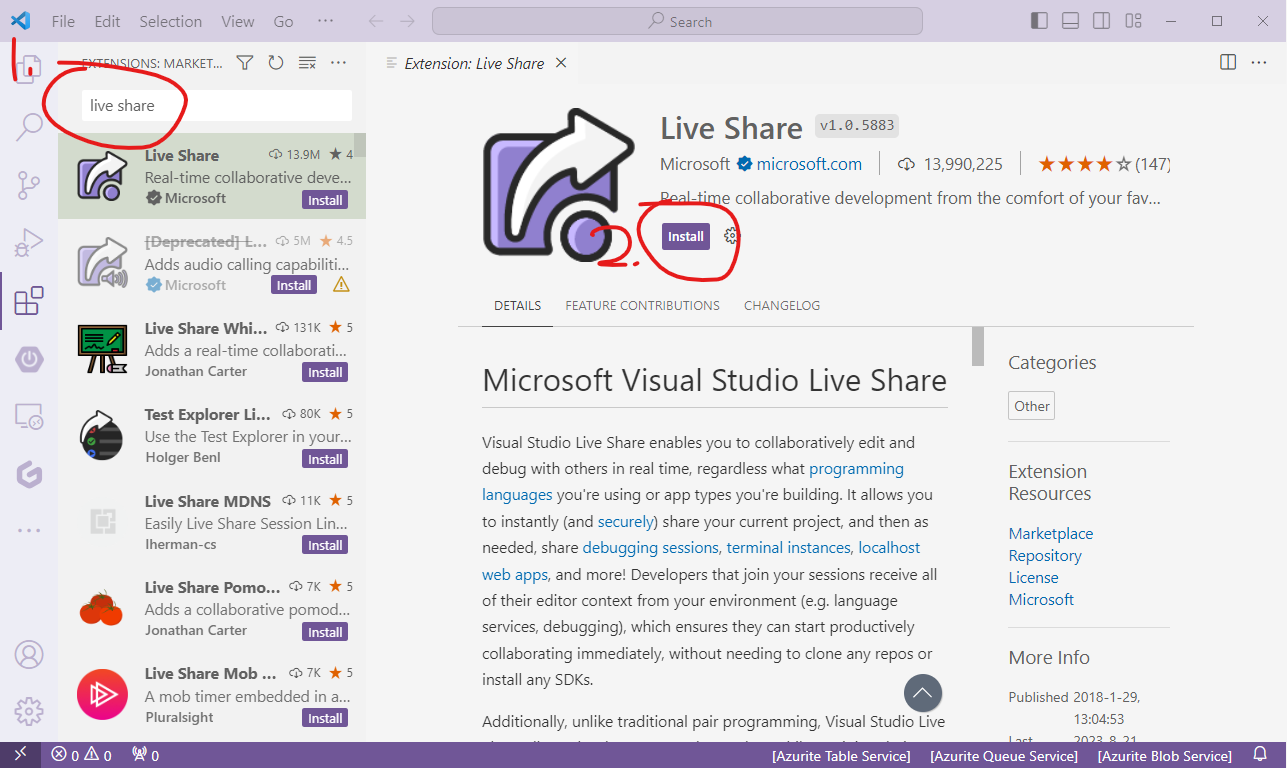 File Edit Selection View Go ···
Search
EXTENSIONS: MARKET...
live share
Live Share 13.9M ★ 4
Real-time collaborative deve...
Microsoft Install
[Deprecated] L... 5M ★ 4.5
Adds audio calling capabiliti...
Microsoft Install
Live Share Whi... 131K ★ 5
Adds a real-time collaborati...
Jonathan Carter Install
Test Explorer Li... 80K ★ 5
Use the Test Explorer in your...
Holger Benl Install
Live Share MDNS 11K ★ 5
Easily Live Share Session Lin...
lherman-cs Install
Live Share Pomo... 7K ★ 5
Adds a collaborative pomod...
Jonathan Carter Install
Live Share Mob ... 7K ★ 5
A mob timer embedded in a...
Pluralsight Install
Extension: Live Share
Live Share v1.0.5883
Microsoft microsoft.com 13,990,225 ★★★★☆ (147)
Real-time collaborative development from the comfort of your fav...
1.
2.
Install
DETAILS FEATURE CONTRIBUTIONS CHANGELOG
Microsoft Visual Studio Live Share
Visual Studio Live Share enables you to collaboratively edit and
debug with others in real time, regardless what programming
languages you're using or app types you're building. It allows you
to instantly (and securely) share your current project, and then as
needed, share debugging sessions, terminal instances, localhost
web apps, and more! Developers that join your sessions receive all
of their editor context from your environment (e.g. language
services, debugging), which ensures they can start productively
collaborating immediately, without needing to clone any repos or
install any SDKs.
Additionally, unlike traditional pair programming, Visual Studio Live
Categories
Other
Extension
Resources
Marketplace
Repository
License
Microsoft
More Info
Published 2018-1-29,
13:04:53
Last 2023-8-21,
0 0 0
[Azurite Table Service] [Azurite Queue Service] [Azurite Blob Service]